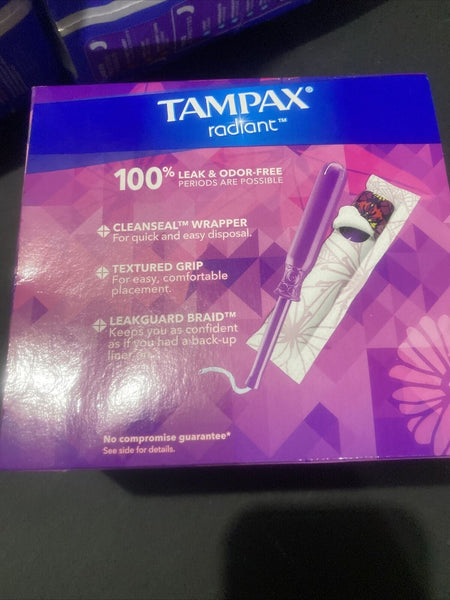 TAMPAX®
radiant™
100% LEAK & ODOR-FREE
PERIODS ARE POSSIBLE
CLEANSEAL™ WRAPPER
For quick and easy disposal.
TEXTURED GRIP
For easy, comfortable
placement.
LEAKGUARD BRAID™
Keeps you as confident
as if you had a back-up
liner
No compromise guarantee*
See side for details.